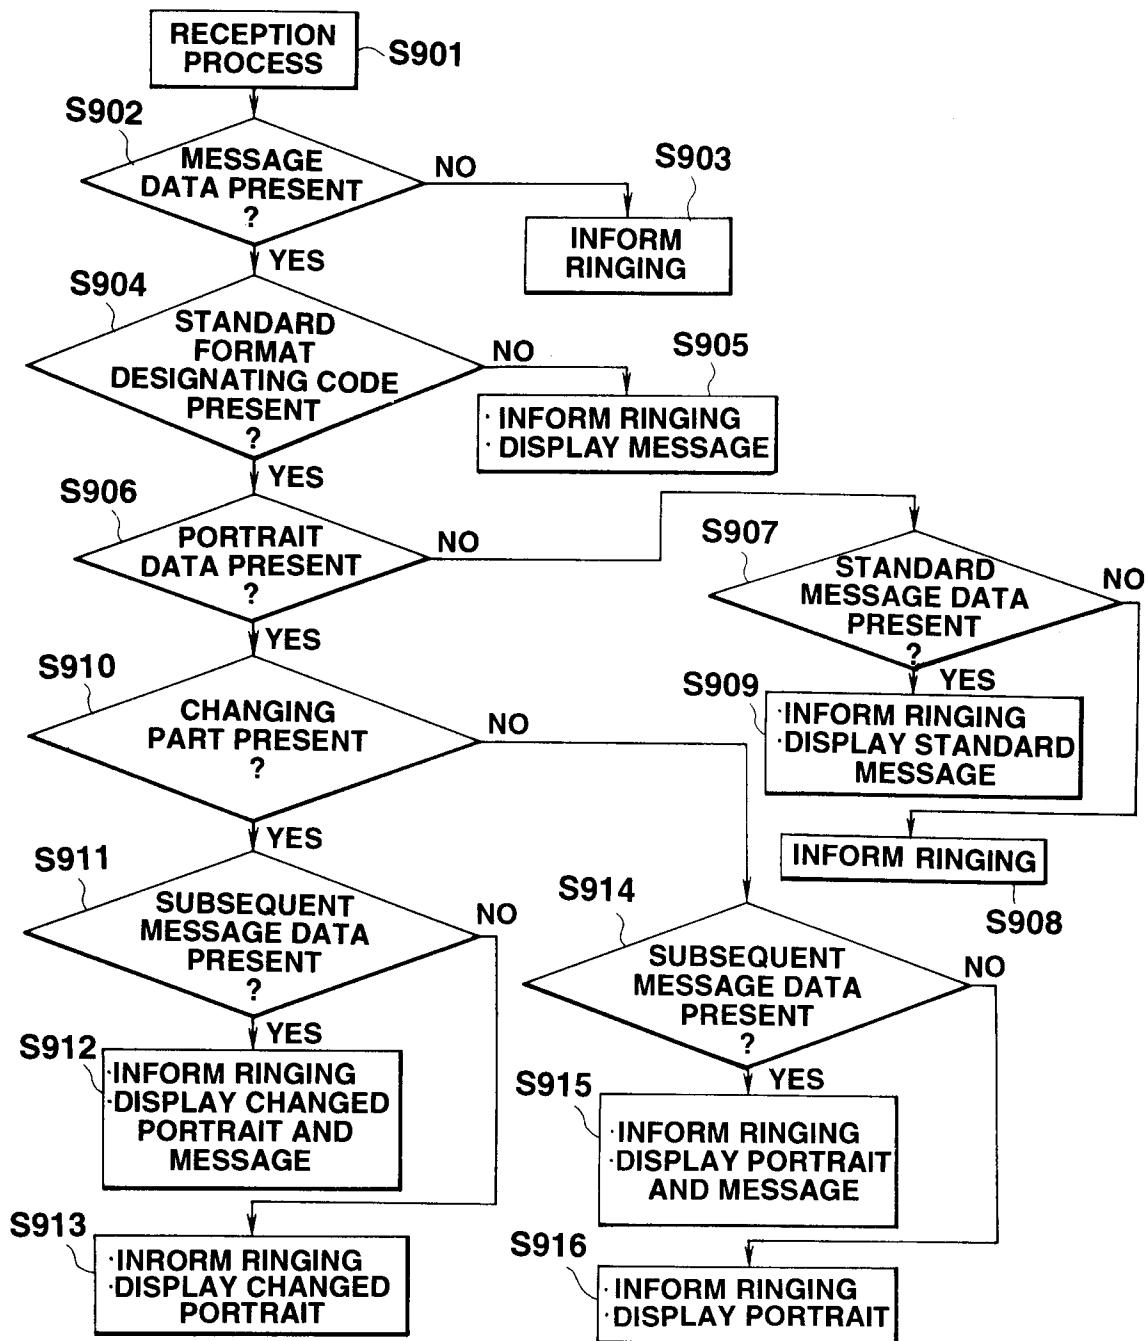 RECEPTION
PROCESS
S901
S902
MESSAGE
DATA PRESENT
?
NO
S903
INFORM
RINGING
YES
S904
STANDARD
FORMAT
DESIGNATING CODE
PRESENT
?
NO
S905
· INFORM RINGING
· DISPLAY MESSAGE
YES
S906
PORTRAIT
DATA PRESENT
?
NO
S907
STANDARD
MESSAGE DATA
PRESENT
?
NO
YES
S909
·INFORM RINGING
·DISPLAY STANDARD
MESSAGE
INFORM RINGING
S908
YES
S910
CHANGING
PART PRESENT
?
NO
YES
S911
SUBSEQUENT
MESSAGE DATA
PRESENT
?
NO
YES
S912
·INFORM RINGING
·DISPLAY CHANGED
PORTRAIT AND
MESSAGE
S913
·INRORM RINGING
·DISPLAY CHANGED
PORTRAIT
S914
SUBSEQUENT
MESSAGE DATA
PRESENT
?
NO
YES
S915
·INFORM RINGING
·DISPLAY PORTRAIT
AND MESSAGE
S916
·INFORM RINGING
·DISPLAY PORTRAIT